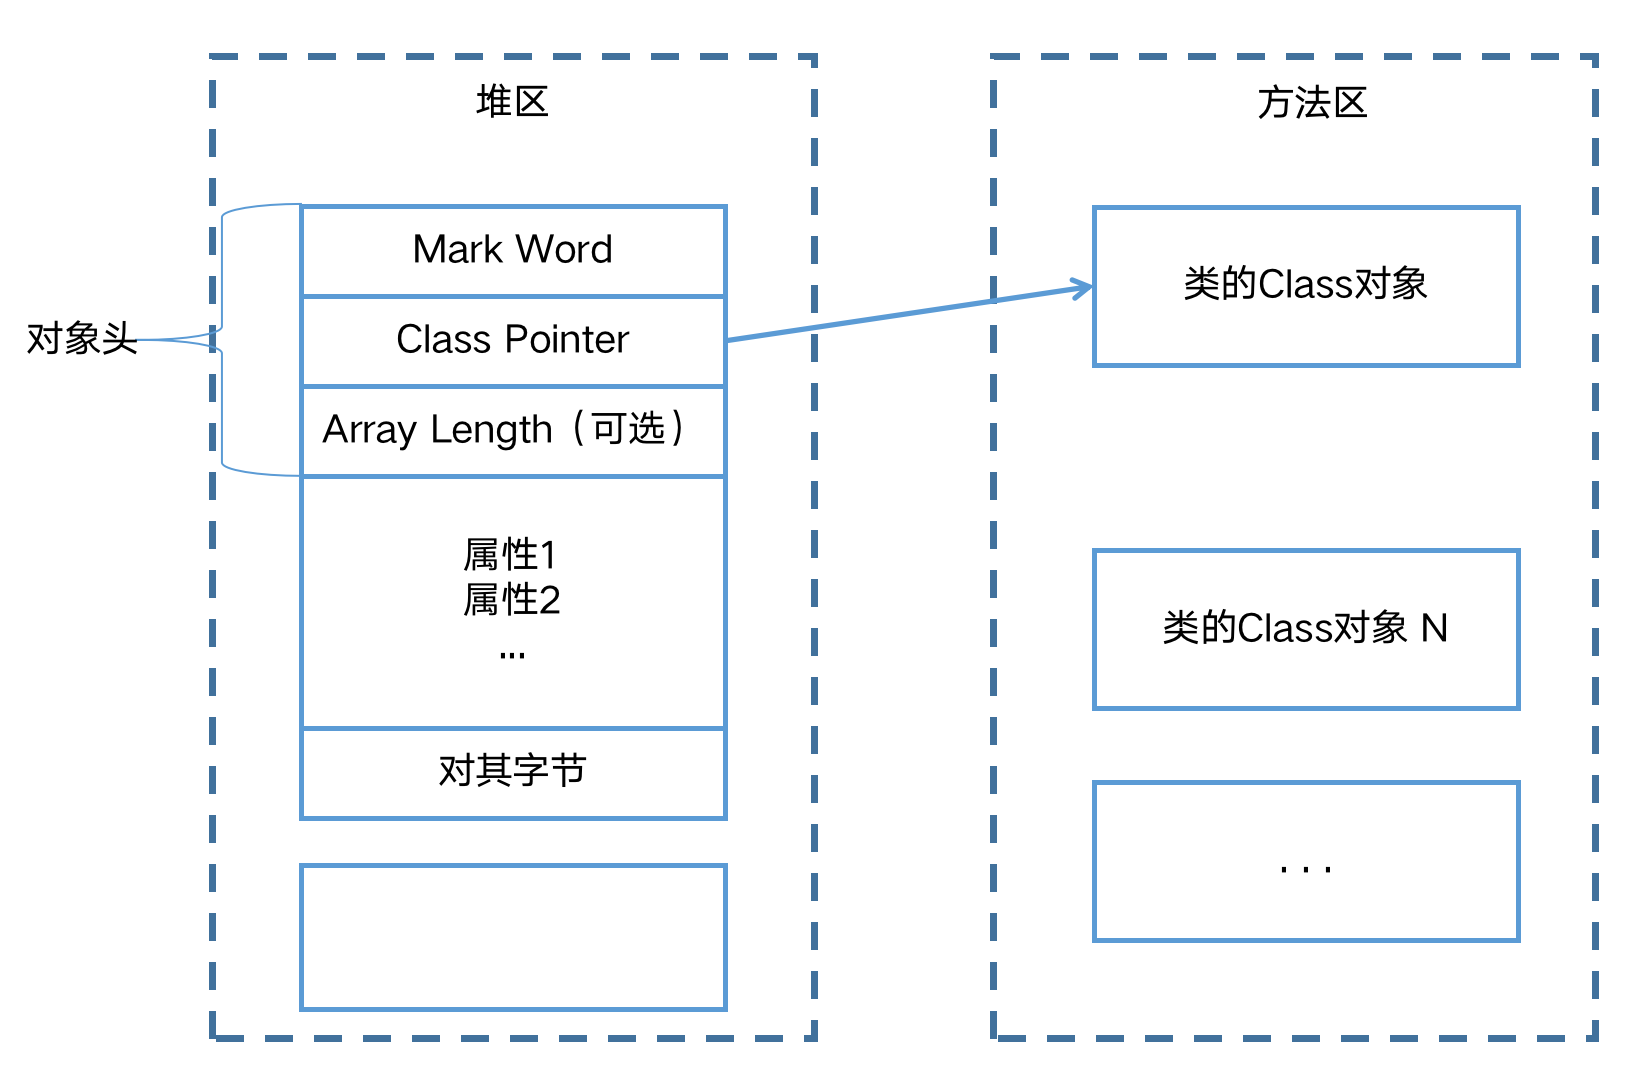 堆区
方法区
对象头
Mark Word
Class Pointer
Array Length（可选）
属性1
属性2
...
对其字节
类的Class对象
类的Class对象 N
. . .